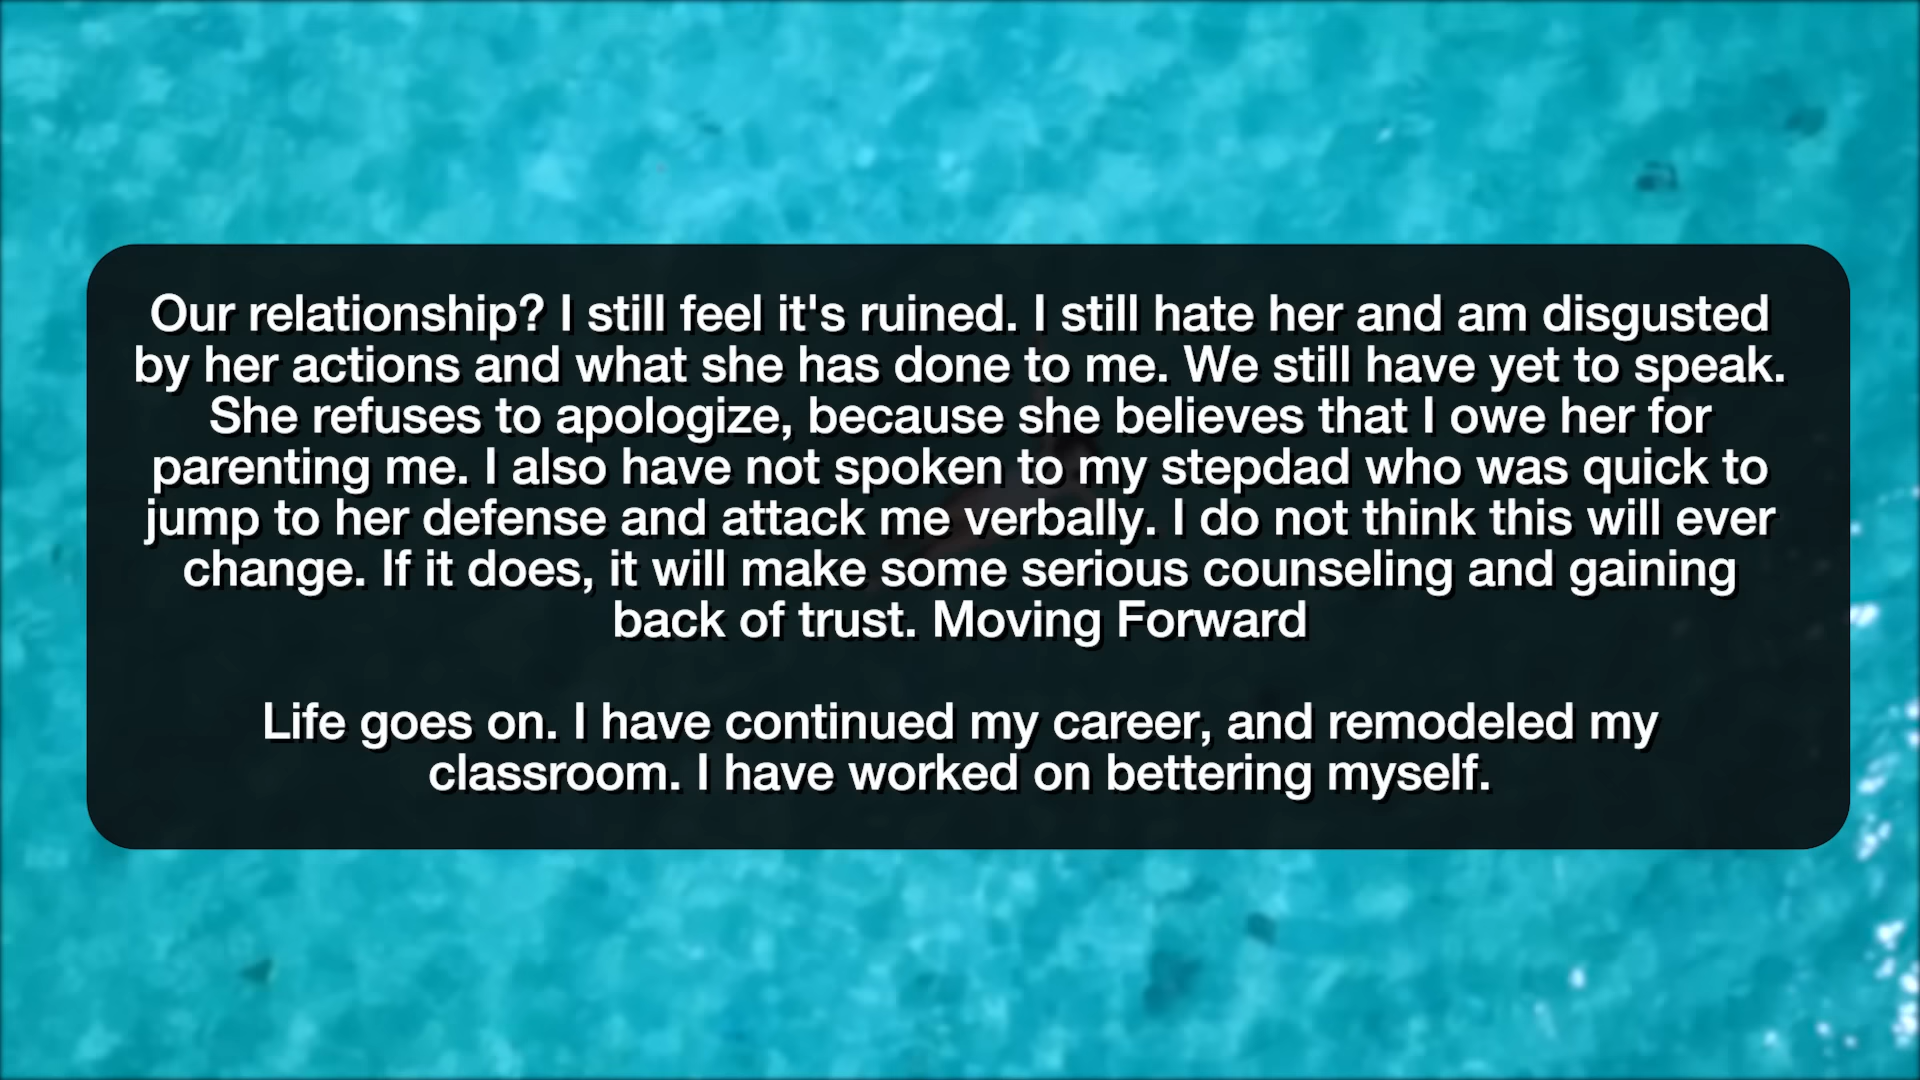 Our relationship? I still feel it's ruined. I still hate her and am disgusted
by her actions and what she has done to me. We still have yet to speak.
She refuses to apologize, because she believes that I owe her for
parenting me. I also have not spoken to my stepdad who was quick to
jump to her defense and attack me verbally. I do not think this will ever
change. If it does, it will make some serious counseling and gaining
back of trust. Moving Forward
Life goes on. I have continued my career, and remodeled my
classroom. I have worked on bettering myself.